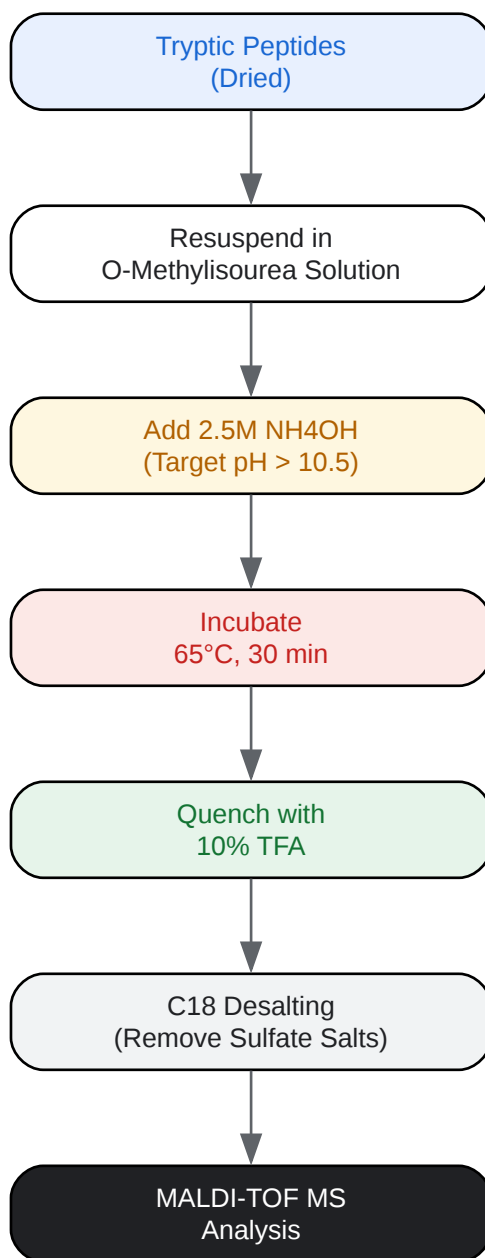 Tryptic Peptides
(Dried)
Resuspend in
O-Methylisourea Solution
Add 2.5M NH4OH
(Target pH > 10.5)
Incubate
65°C, 30 min
Quench with
10% TFA
C18 Desalting
(Remove Sulfate Salts)
MALDI-TOF MS
Analysis